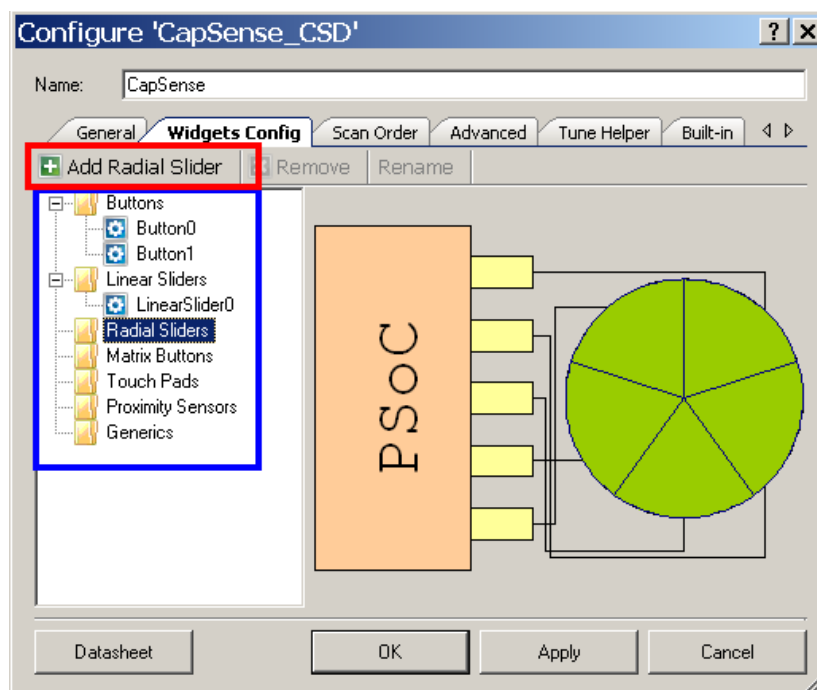 Configure 'CapSense_CSD'
Name: CapSense
General Widgets Config Scan Order Advanced Tune Helper Built-in
Add Radial Slider Remove Rename
Buttons
Button0
Button1
Linear Sliders
LinearSlider0
Radial Sliders
Matrix Buttons
Touch Pads
Proximity Sensors
Generics
PSoC
Datasheet OK Apply Cancel